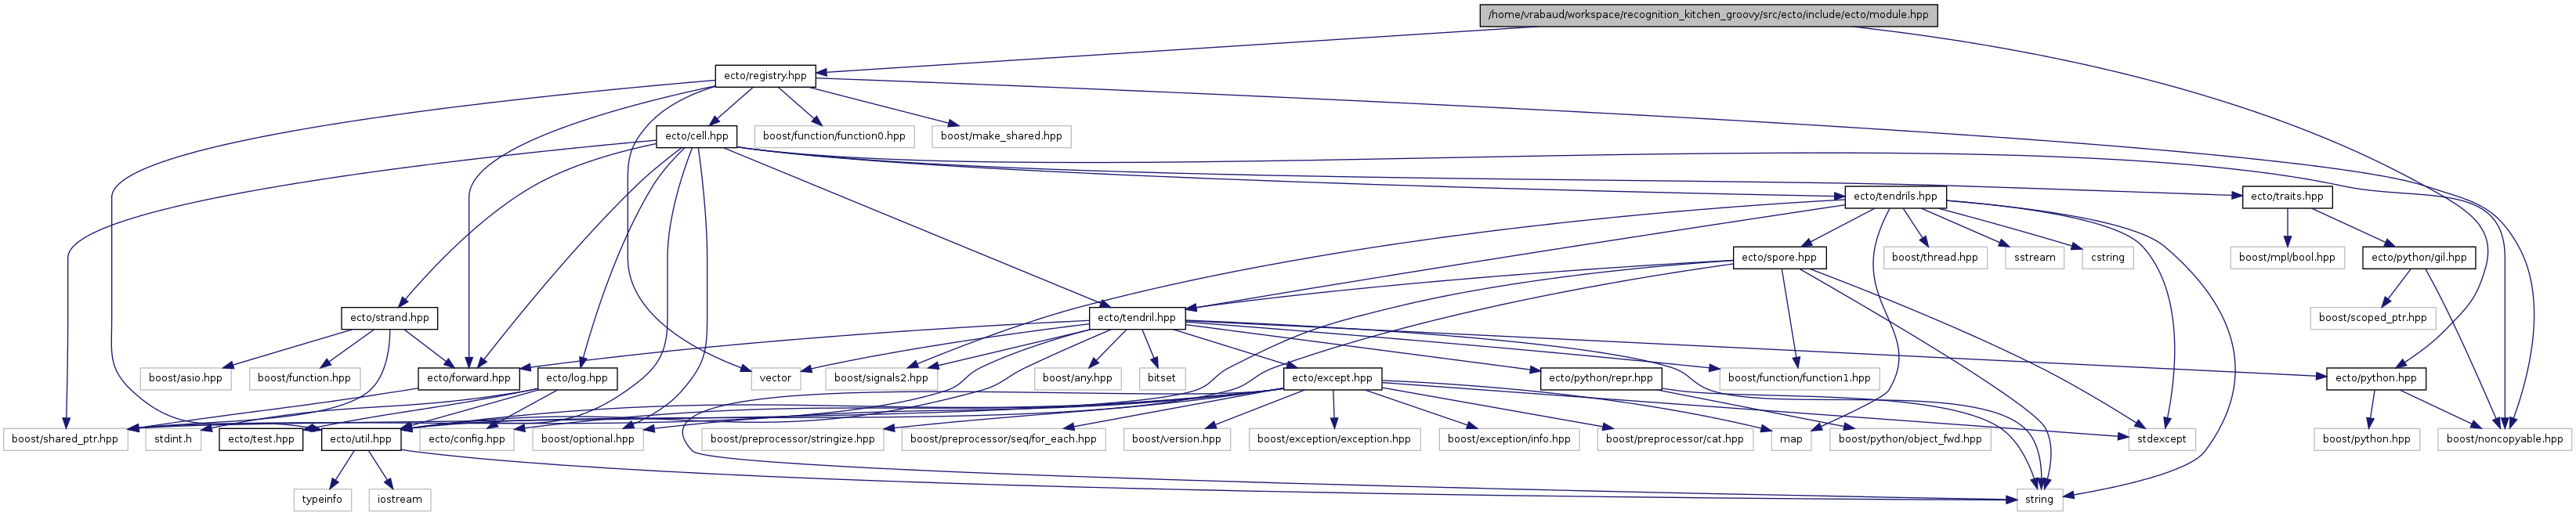 /home/vrabaud/workspace/recognition_kitchen_groovy/src/ecto/include/ecto/module.hpp
ecto/registry.hpp
ecto/cell.hpp
boost/function/function0.hpp
boost/make_shared.hpp
ecto/tendrils.hpp
ecto/traits.hpp
ecto/spore.hpp
boost/thread.hpp
sstream
cstring
boost/mpl/bool.hpp
ecto/python/gil.hpp
ecto/strand.hpp
ecto/tendril.hpp
boost/scoped_ptr.hpp
boost/asio.hpp
boost/function.hpp
ecto/forward.hpp
ecto/log.hpp
vector
boost/signals2.hpp
boost/any.hpp
bitset
ecto/except.hpp
ecto/python/repr.hpp
boost/function/function1.hpp
ecto/python.hpp
boost/shared_ptr.hpp
stdint.h
ecto/test.hpp
ecto/util.hpp
ecto/config.hpp
boost/optional.hpp
boost/preprocessor/stringize.hpp
boost/preprocessor/seq/for_each.hpp
boost/version.hpp
boost/exception/exception.hpp
boost/exception/info.hpp
boost/preprocessor/cat.hpp
map
boost/python/object_fwd.hpp
stdexcept
boost/python.hpp
boost/noncopyable.hpp
typeinfo
iostream
string